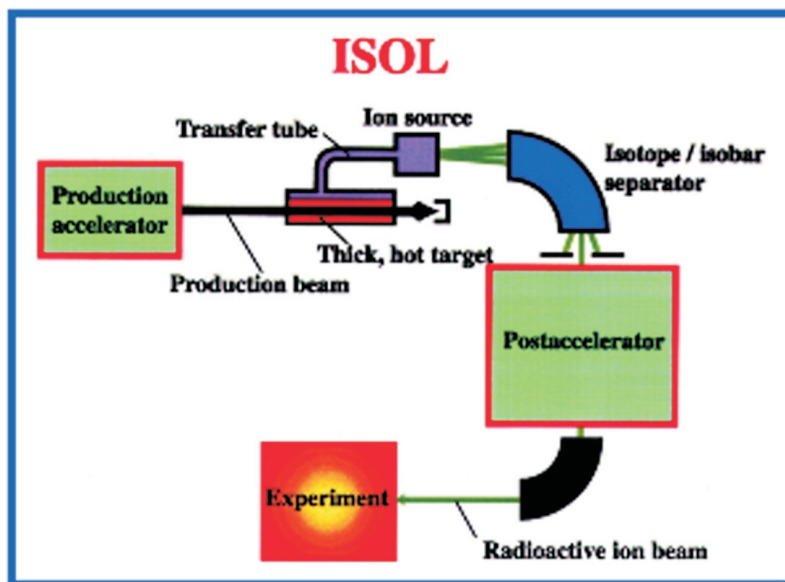 ISOL
Ion source
Transfer tube
Isotope / isobar
separator
Production
accelerator
Thick, hot target
Production beam
Postaccelerator
Experiment
Radioactive ion beam